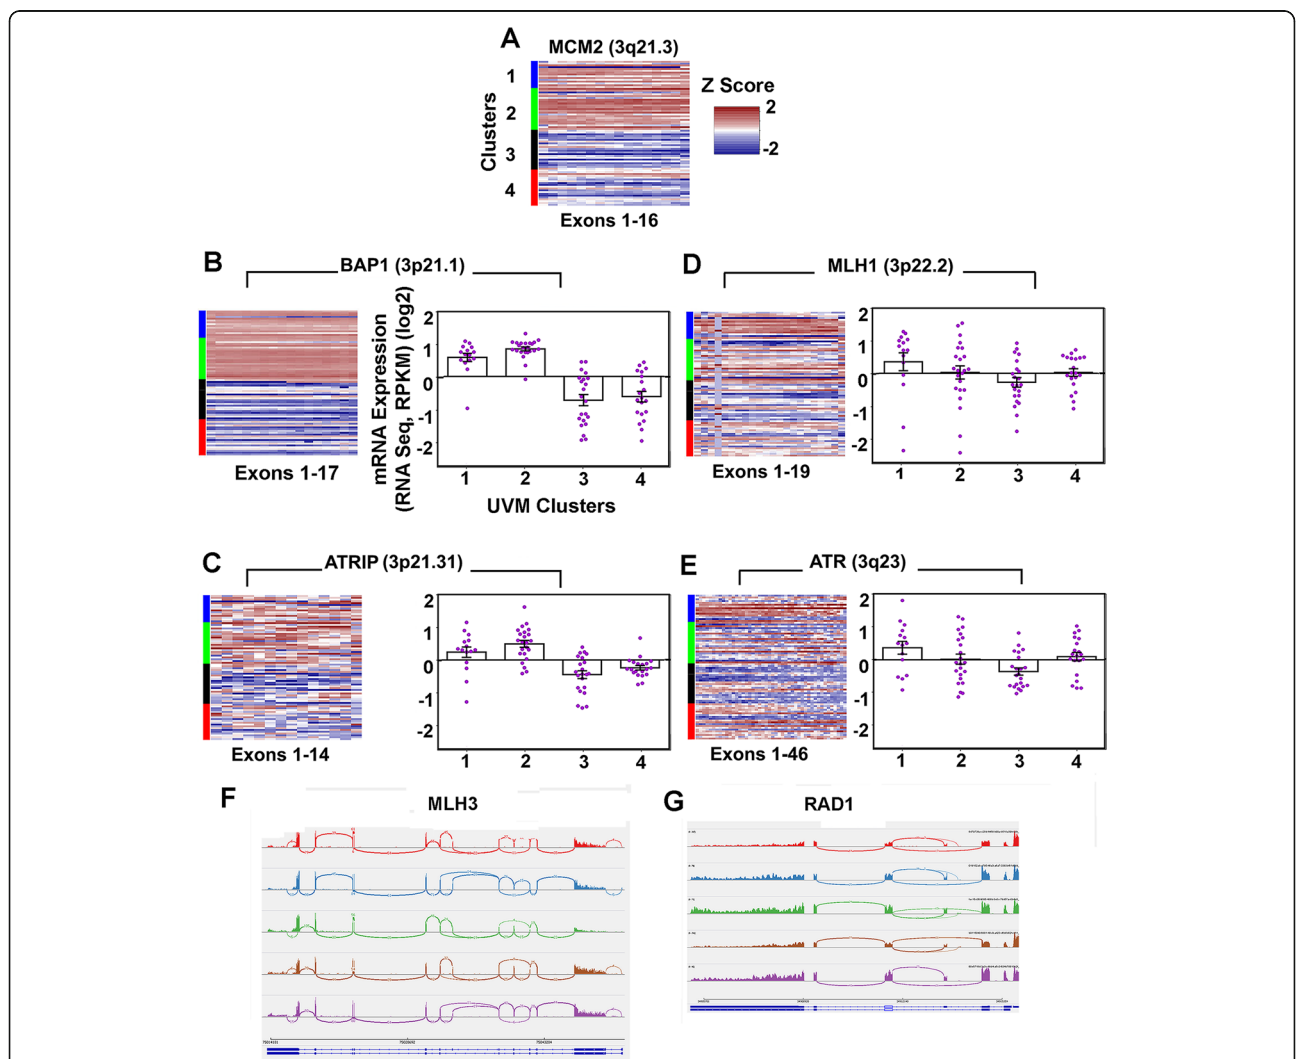 A
MCM2 (3q21.3)
Clusters
1
2
3
4
Exons 1-16
Z Score
2
-2
B
BAP1 (3p21.1)
Exons 1-17
mRNA Expression
(RNA Seq, RPKM) (log2)
2
1
0
-1
-2
1 2 3 4
UVM Clusters
D
MLH1 (3p22.2)
Exons 1-19
2
1
0
-1
-2
1 2 3 4
C
ATRIP (3p21.31)
Exons 1-14
2
1
0
-1
-2
1 2 3 4
E
ATR (3q23)
Exons 1-46
2
1
0
-1
-2
1 2 3 4
F
MLH3
G
RAD1